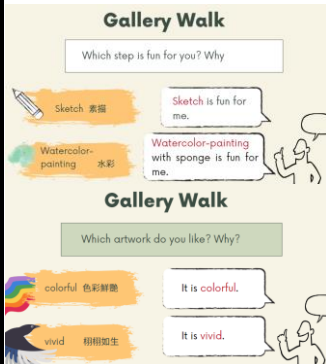 Gallery Walk
Which step is fun for you? Why
Sketch 素描
Sketch is fun for
me.
Watercolor-
painting 水彩
Watercolor-painting
with sponge is fun for
me.
Gallery Walk
Which artwork do you like? Why?
colorful 色彩鮮艷
It is colorful.
vivid 栩栩如生
It is vivid.